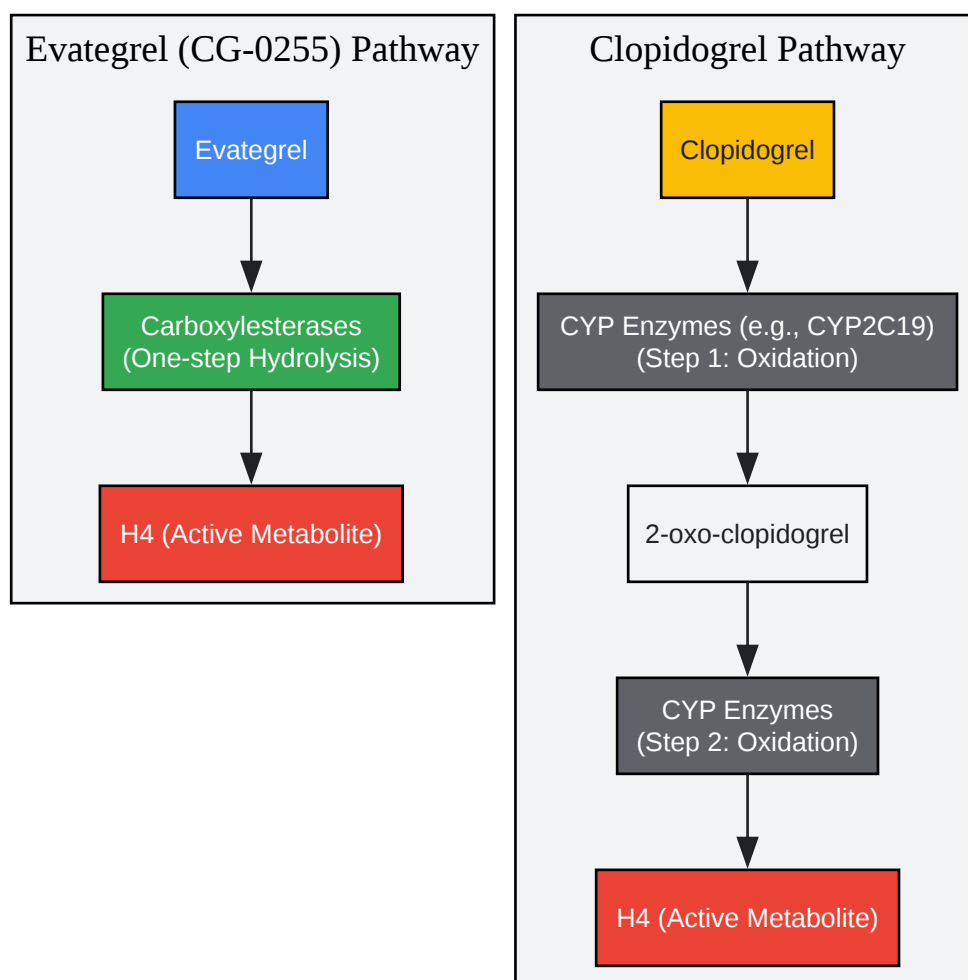 Evategrel (CG-0255) Pathway
Evategrel
Carboxylesterases
(One-step Hydrolysis)
H4 (Active Metabolite)
Clopidogrel Pathway
Clopidogrel
CYP Enzymes (e.g., CYP2C19)
(Step 1: Oxidation)
2-oxo-clopidogrel
CYP Enzymes
(Step 2: Oxidation)
H4 (Active Metabolite)